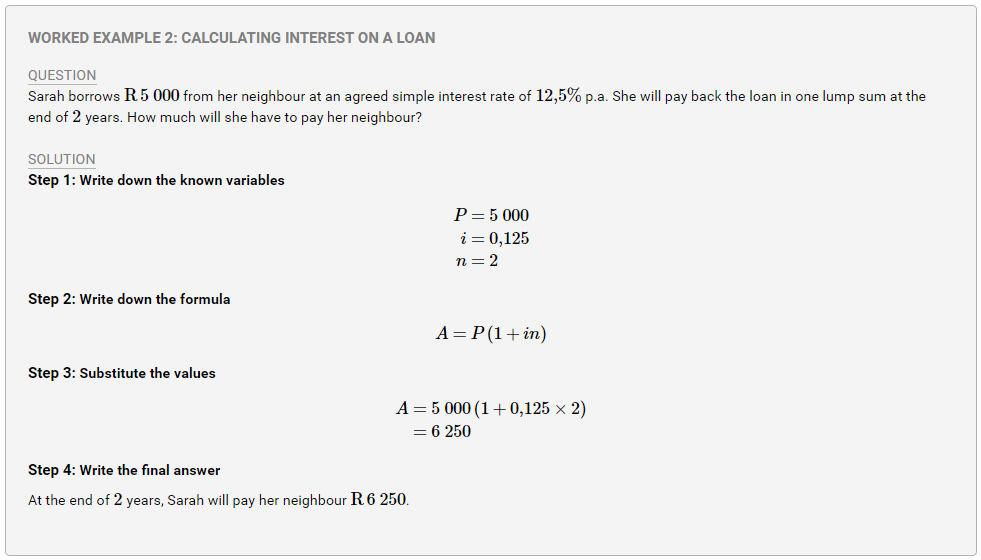 WORKED EXAMPLE 2: CALCULATING INTEREST ON A LOAN
QUESTION
Sarah borrows R 5 000 from her neighbour at an agreed simple interest rate of 12,5% p.a. She will pay back the loan in one lump sum at the
end of 2 years. How much will she have to pay her neighbour?
SOLUTION
Step 1: Write down the known variables
P = 5 000
i = 0,125
n = 2
Step 2: Write down the formula
A = P (1 + in)
Step 3: Substitute the values
A = 5 000 (1 + 0,125 × 2)
= 6 250
Step 4: Write the final answer
At the end of 2 years, Sarah will pay her neighbour R 6 250.